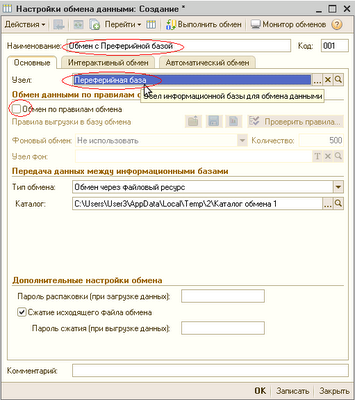 Настройки обмена данными: Создание *
Действия Перейти Выполнить обмен Монитор обменов
Наименование: Обмен с Преферийной базой Код: 001
Основные Интерактивный обмен Автоматический обмен
Узел: Переферийная база
Узел информационной базы для обмена данными
Обмен данными по правилам о
Обмен по правилам обмена
Правила выгрузки в базу обмена Проверить правила...
Фоновый обмен: Не использовать Количество: 500
Узел Фон:
Передача данных между информационными базами
Тип обмена: Обмен через файловый ресурс
Каталог: C:\Users\User3\AppData\Local\Temp\2\Каталог обмена 1
Дополнительные настройки обмена
Пароль распаковки (при загрузке данных):
Сжатие исходящего файла обмена
Пароль сжатия (при выгрузке данных):
Комментарий:
OK Записать Закрыть